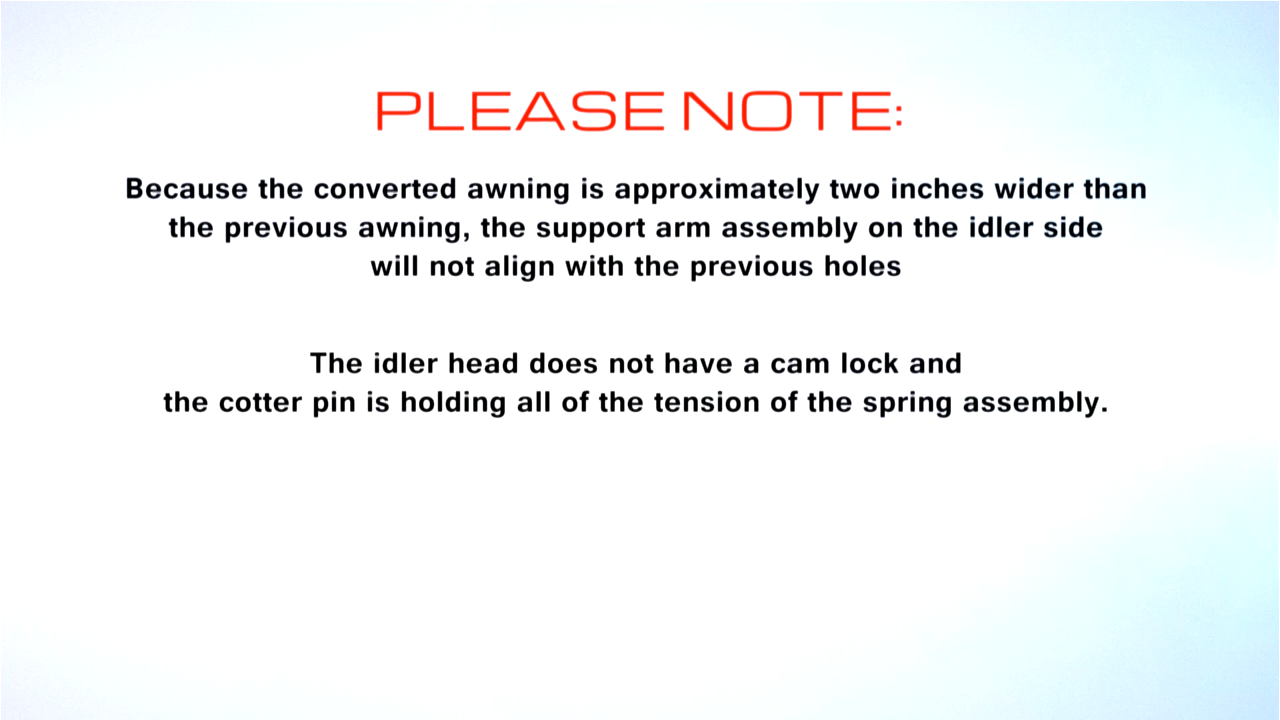 PLEASE NOTE:
Because the converted awning is approximately two inches wider than
the previous awning, the support arm assembly on the idler side
will not align with the previous holes
The idler head does not have a cam lock and
the cotter pin is holding all of the tension of the spring assembly.